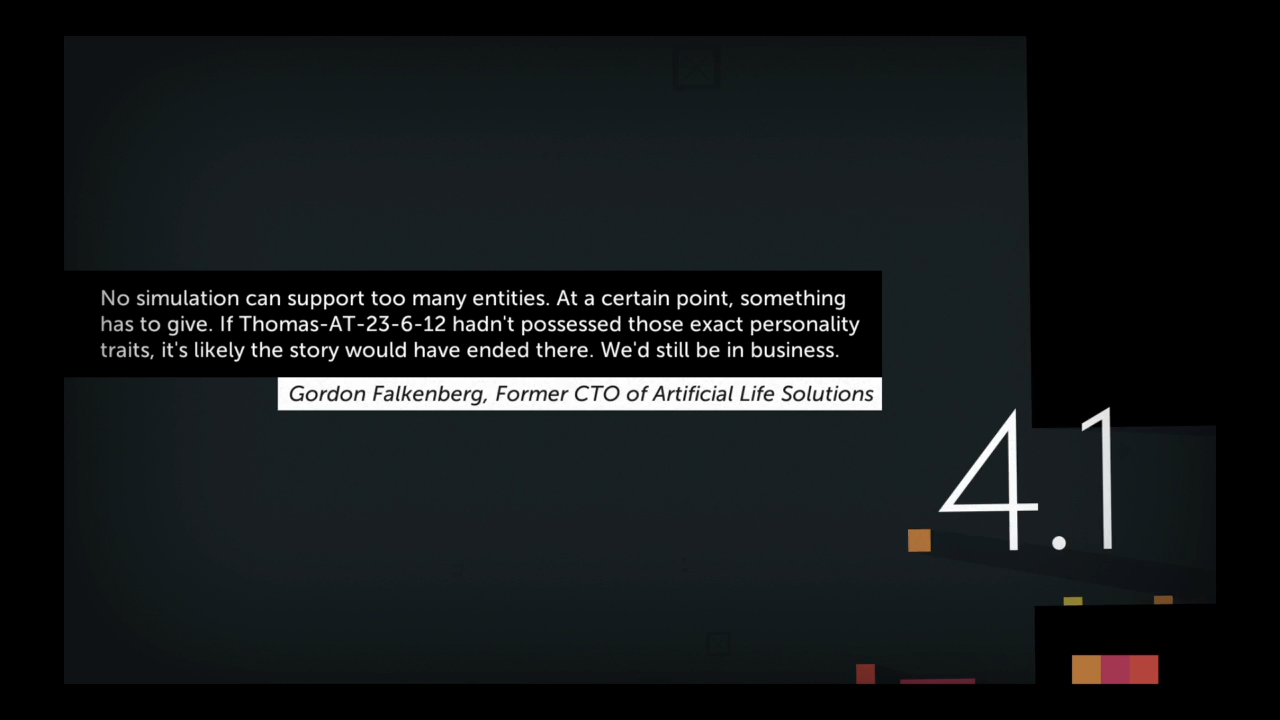 No simulation can support too many entities. At a certain point, something
has to give. If Thomas-AT-23-6-12 hadn't possessed those exact personality
traits, it's likely the story would have ended there. We'd still be in business.
Gordon Falkenberg, Former CTO of Artificial Life Solutions
4.1